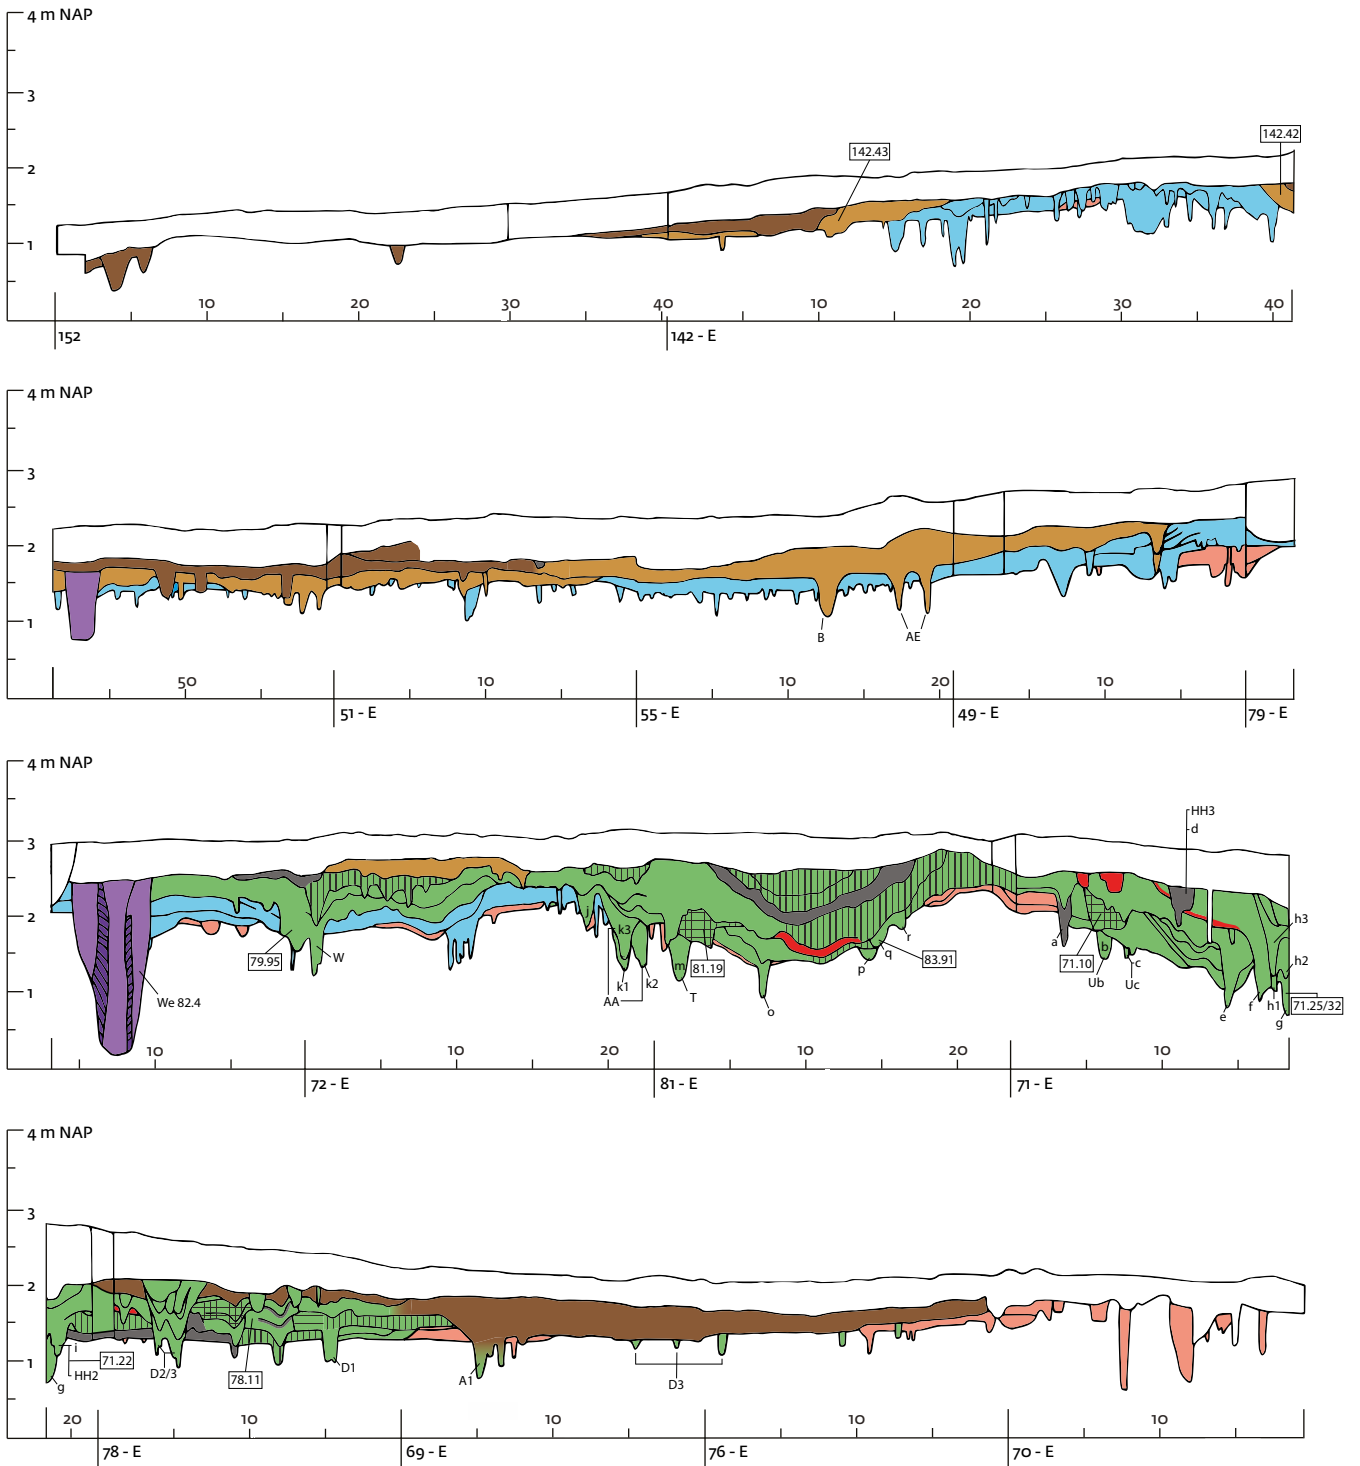 4 m NAP
3
2
1
142.43
142.42
10 20 30 40 10 20 30 40
152 142 - E
4 m NAP
3
2
1
B AE
50 10 10 20 10
51 - E 55 - E 49 - E 79 - E
4 m NAP
3
2
1
HH3
d
We 82.4
79.95
W
j
k3
k1
k2
AA
m
T
81.19
o
p
q
r
83.91
a
71.10
b
Ub
c
Uc
e
f
h1
g
h3
h2
71.25/32
10 10 20 10 20 10
72 - E 81 - E 71 - E
4 m NAP
3
2
1
g
i
HH2
71.22
D2/3
78.11
D1
A1
D3
20 10 10 10 10
78 - E 69 - E 76 - E 70 - E